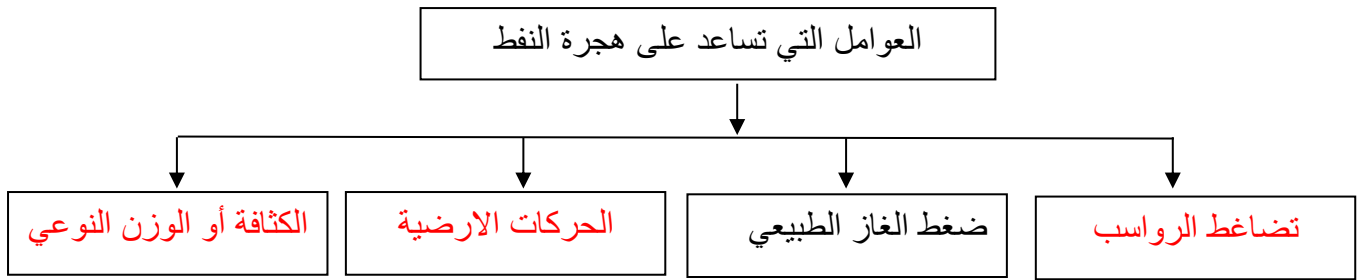 العوامل التي تساعد على هجرة النفط
تضاغط الرواسب
ضغط الغاز الطبيعي
الحركات الارضية
الكثافة أو الوزن النوعي